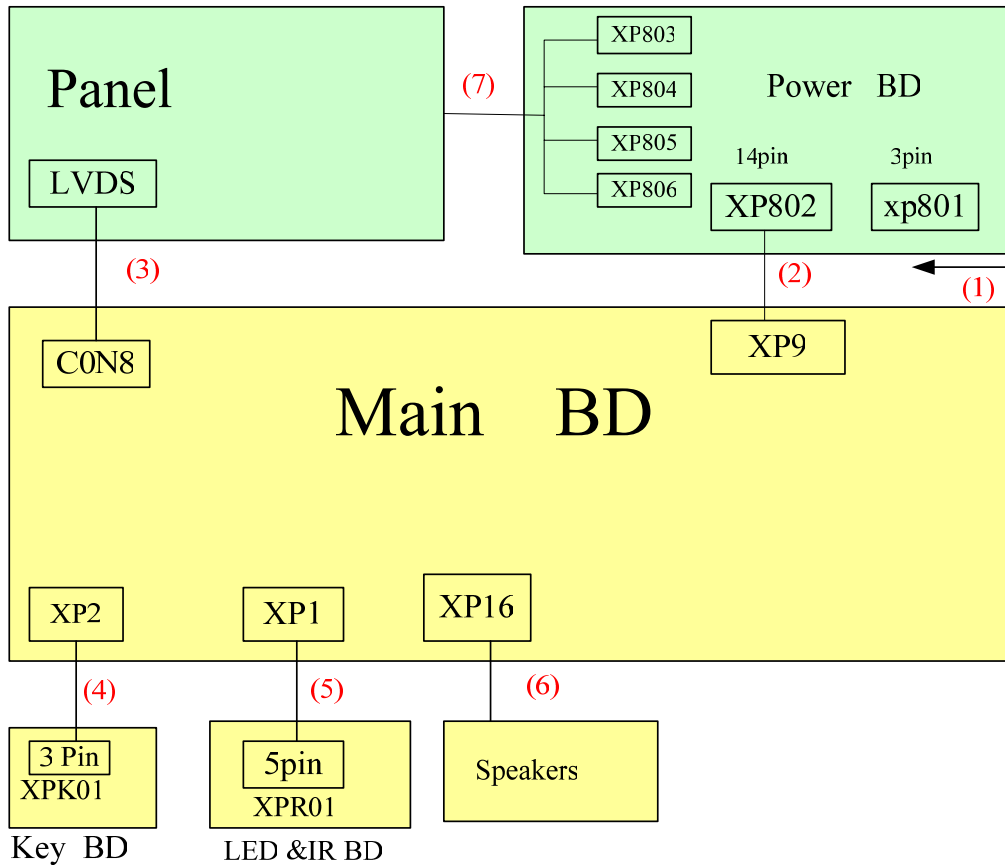 Panel
LVDS
(7)
XP803
XP804
XP805
XP806
Power BD
14pin
3pin
XP802
xp801
(3)
(2)
(1)
C0N8
XP9
Main BD
XP2
XP1
XP16
(4)
(5)
(6)
3 Pin
XPK01
Key BD
5pin
XPR01
LED &IR BD
Speakers